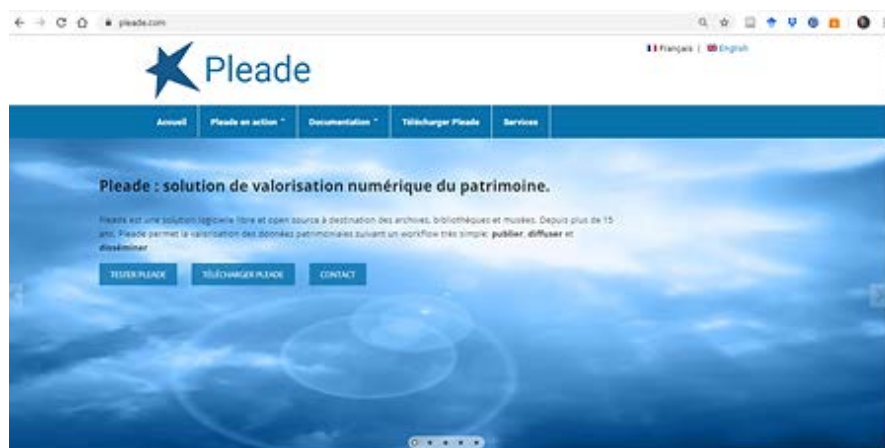 pleade.com
Pleade
Français | English
Accueil
Pleade en action
Documentation
Télécharger Pleade
Services
Pleade : solution de valorisation numérique du patrimoine.
Pleade est une solution logicielle libre et open source à destination des archives, bibliothèques et musées. Depuis plus de 15
ans, Pleade permet la valorisation des données patrimoniales suivant un workflow très simple: publier, diffuser et
disséminer
TESTER PLEADE
TÉLÉCHARGER PLEADE
CONTACT